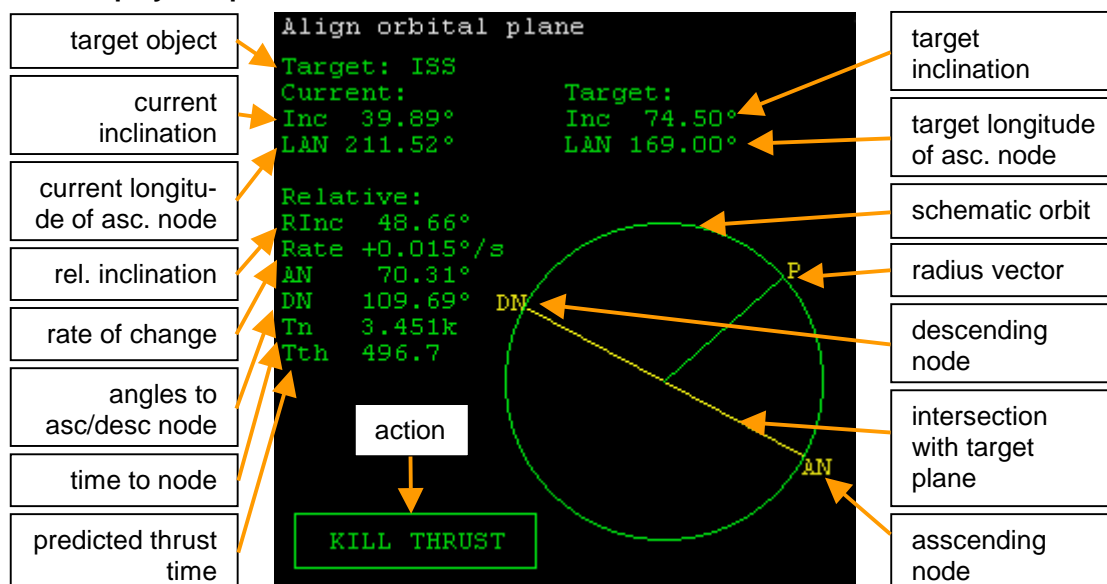 target object
current
inclination
current longitu-
de of asc. node
rel. inclination
rate of change
angles to
asc/desc node
time to node
predicted thrust
time
Align orbital plane
Target: ISS
Current:
Inc 39.89°
LAN 211.52°
Target:
Inc 74.50°
LAN 169.00°
Relative:
RInc 48.66°
Rate +0.015°/s
AN 70.31°
DN 109.69°
Tn 3.451k
Tth 496.7
P
DN
AN
action
KILL THRUST
target
inclination
target longitude
of asc. node
schematic orbit
radius vector
descending
node
intersection
with target
plane
asscending
node